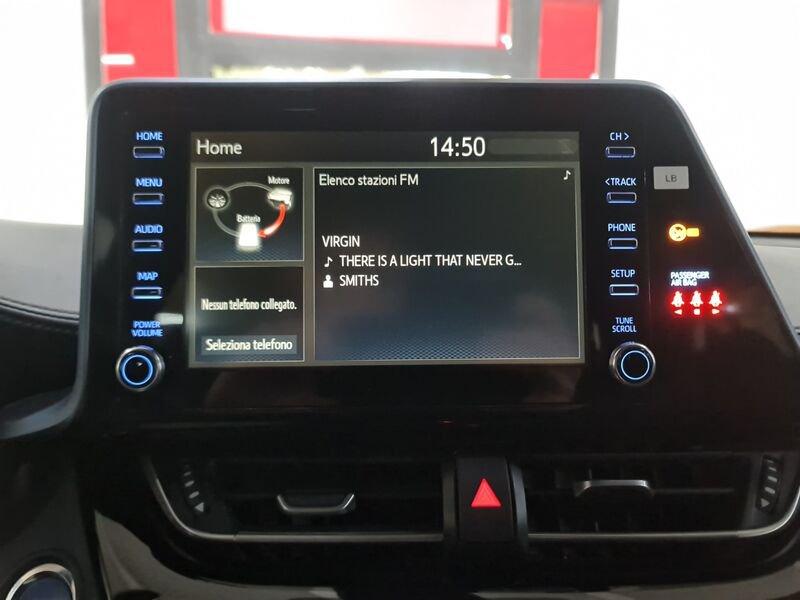 HOME
MENU
AUDIO
MAP
POWER
VOLUME
Home
14:50
Motore
Batteria
Nessun telefono collegato.
Seleziona telefono
Elenco stazioni FM
VIRGIN
THERE IS A LIGHT THAT NEVER G...
SMITHS
CH >
<TRACK
PHONE
SETUP
TUNE
SCROLL
LB
PASSENGER
AIR BAG